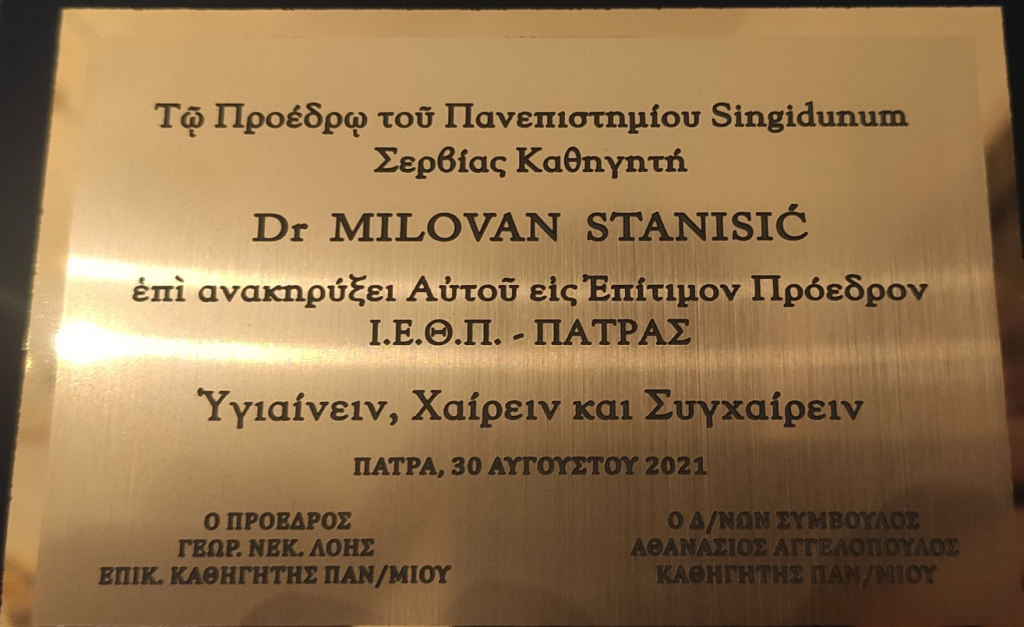 Τῷ Προέδρῳ τοῦ Πανεπιστημίου Singidunum
Σερβίας Καθηγητή
Dr MILOVAN STANISIĆ
ἐπὶ ανακηρύξει Αὐτοῦ εἰς Ἐπίτιμον Πρόεδρον
Ι.Ε.Θ.Π. - ΠΑΤΡΑΣ
Ὑγιαίνειν, Χαίρειν και Συγχαίρειν
ΠΑΤΡΑ, 30 ΑΥΓΟΥΣΤΟΥ 2021
Ο ΠΡΟΕΔΡΟΣ
ΓΕΩΡ. ΝΕΚ. ΛΟΗΣ
ΕΠΙΚ. ΚΑΘΗΓΗΤΗΣ ΠΑΝ/ΜΙΟΥ
Ο Δ/ΝΩΝ ΣΥΜΒΟΥΛΟΣ
ΑΘΑΝΑΣΙΟΣ ΑΓΓΕΛΟΠΟΥΛΟΣ
ΚΑΘΗΓΗΤΗΣ ΠΑΝ/ΜΙΟΥ